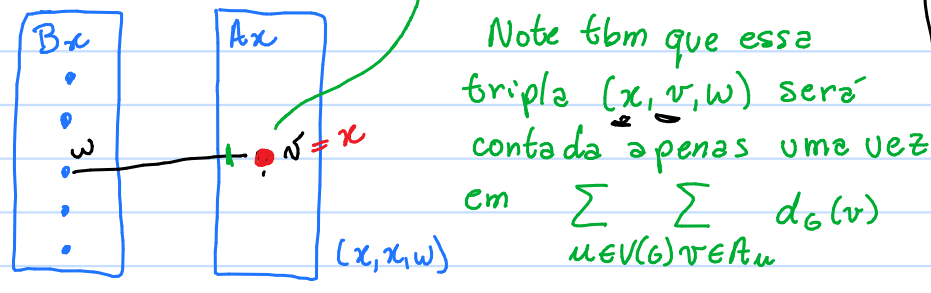 Bx
Ax
w
v = x
(x, x, w)
Note tbm que essa
tripla (x, v, w) será
contada apenas uma vez
em ∑ ∑ d_G(v)
u∈V(G) v∈A_u